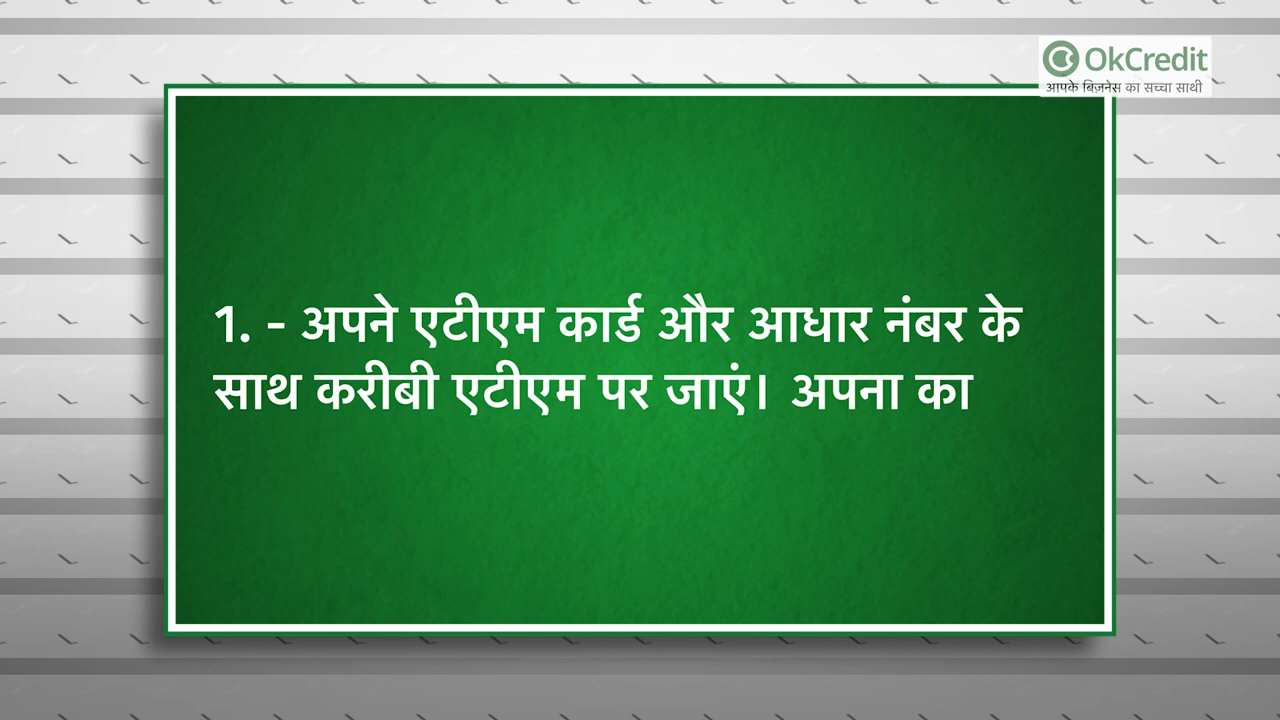 OkCredit
आपके बिज़नेस का सच्चा साथी
1. - अपने एटीएम कार्ड और आधार नंबर के
साथ करीबी एटीएम पर जाएं। अपना का